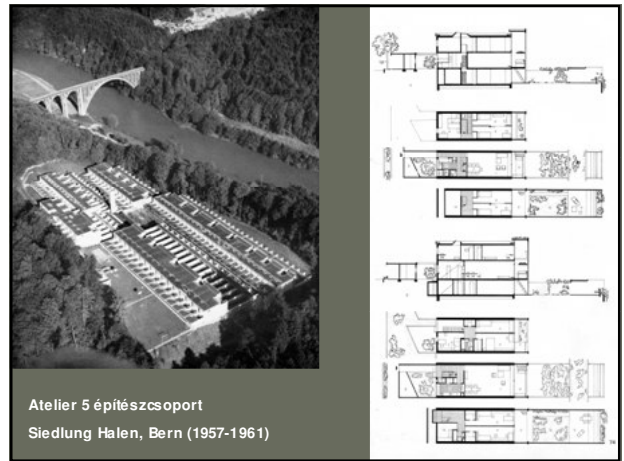 Atelier 5 építészcsoport
Siedlung Halen, Bern (1957-1961)